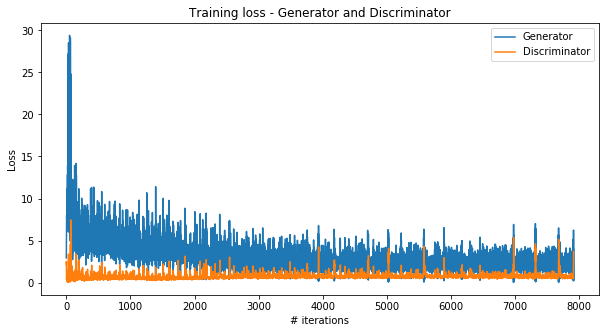 Training loss - Generator and Discriminator
Generator
Discriminator
30
25
20
15
10
5
0
Loss
0 1000 2000 3000 4000 5000 6000 7000 8000
# iterations